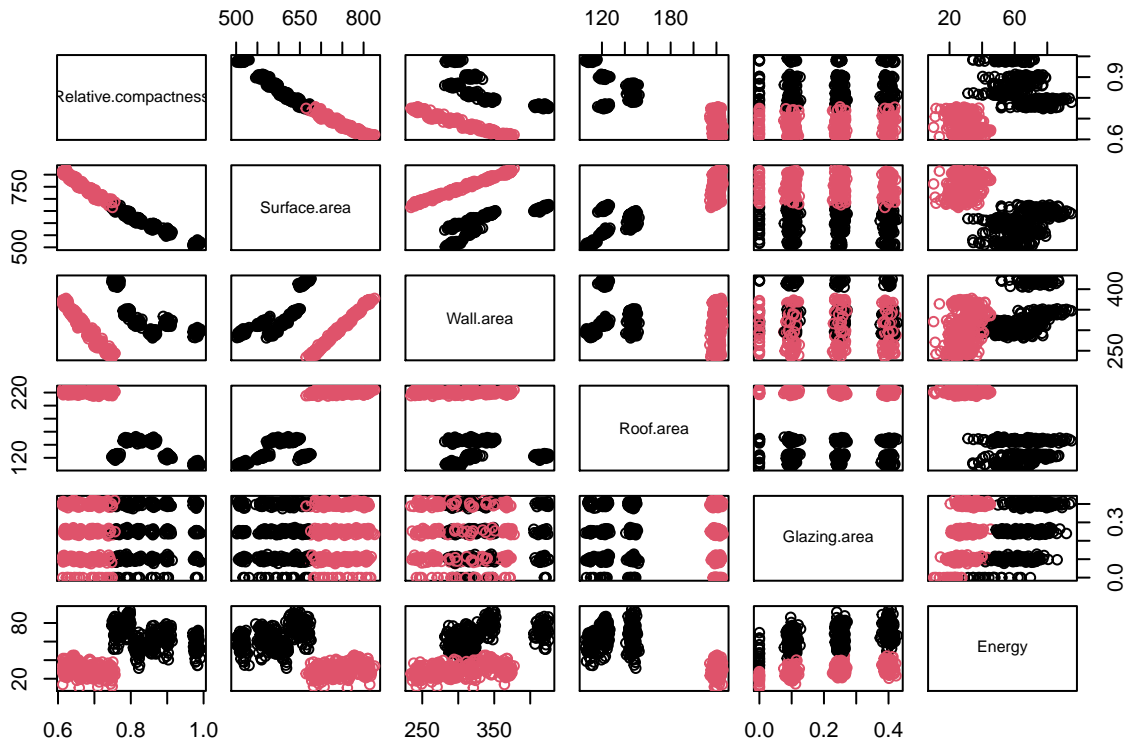 500 650 800 120 180 20 60
Relative.compactness 0.6 0.9
500 750 Surface.area
Wall.area 250 400
120 220 Roof.area
Glazing.area 0.0 0.3
20 80 Energy
0.6 0.8 1.0 250 350 0.0 0.2 0.4